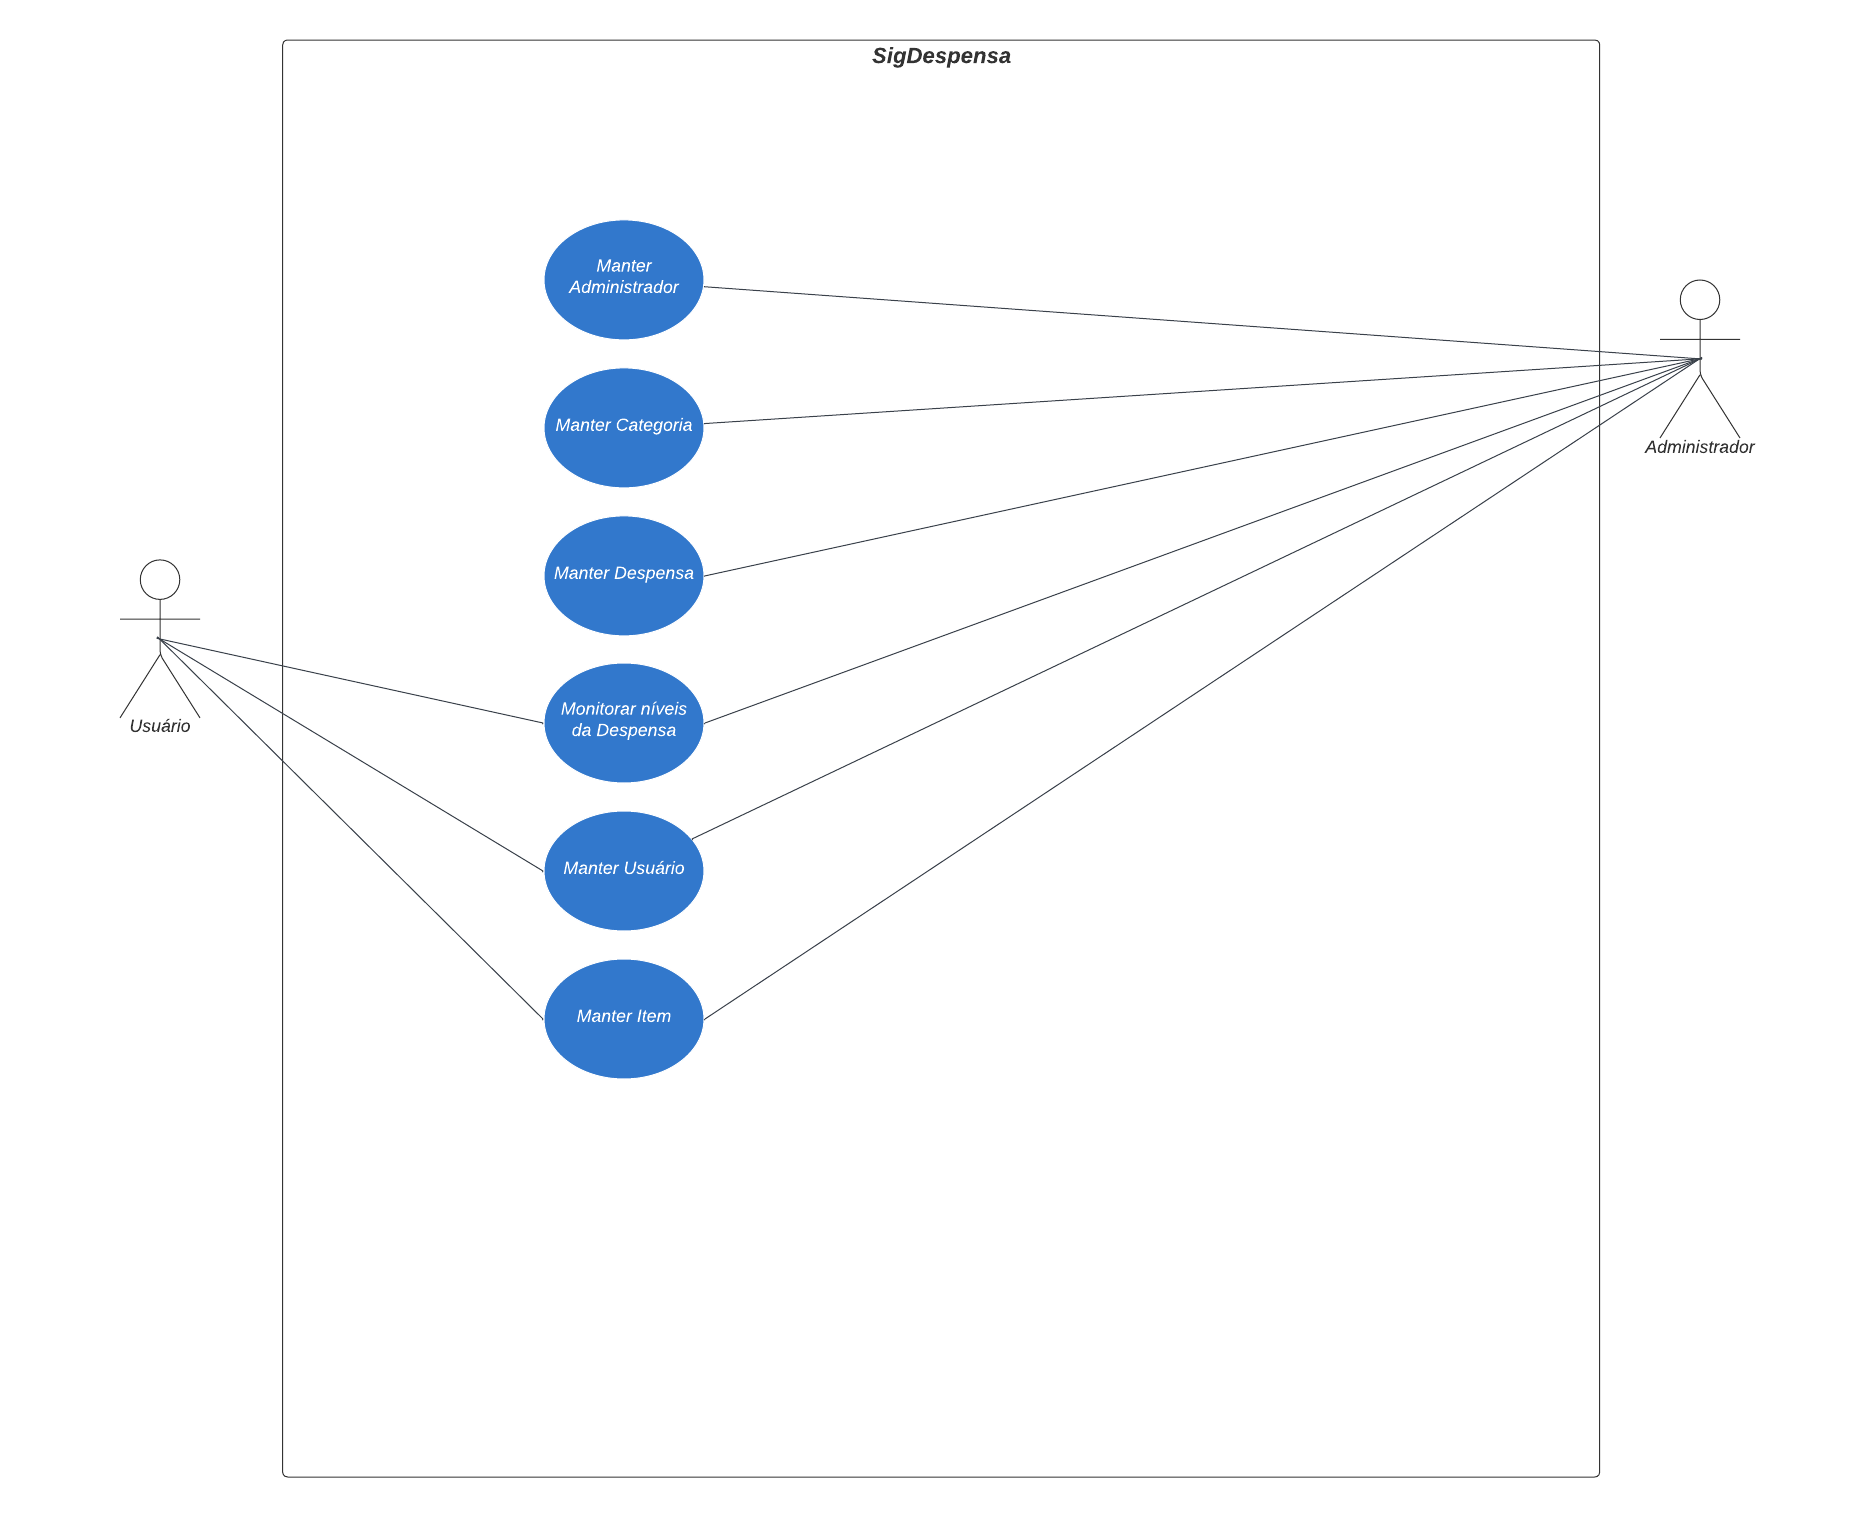 SigDespensa
Manter
Administrador
Manter Categoria
Administrador
Manter Despensa
Monitorar níveis
da Despensa
Usuário
Manter Usuário
Manter Item